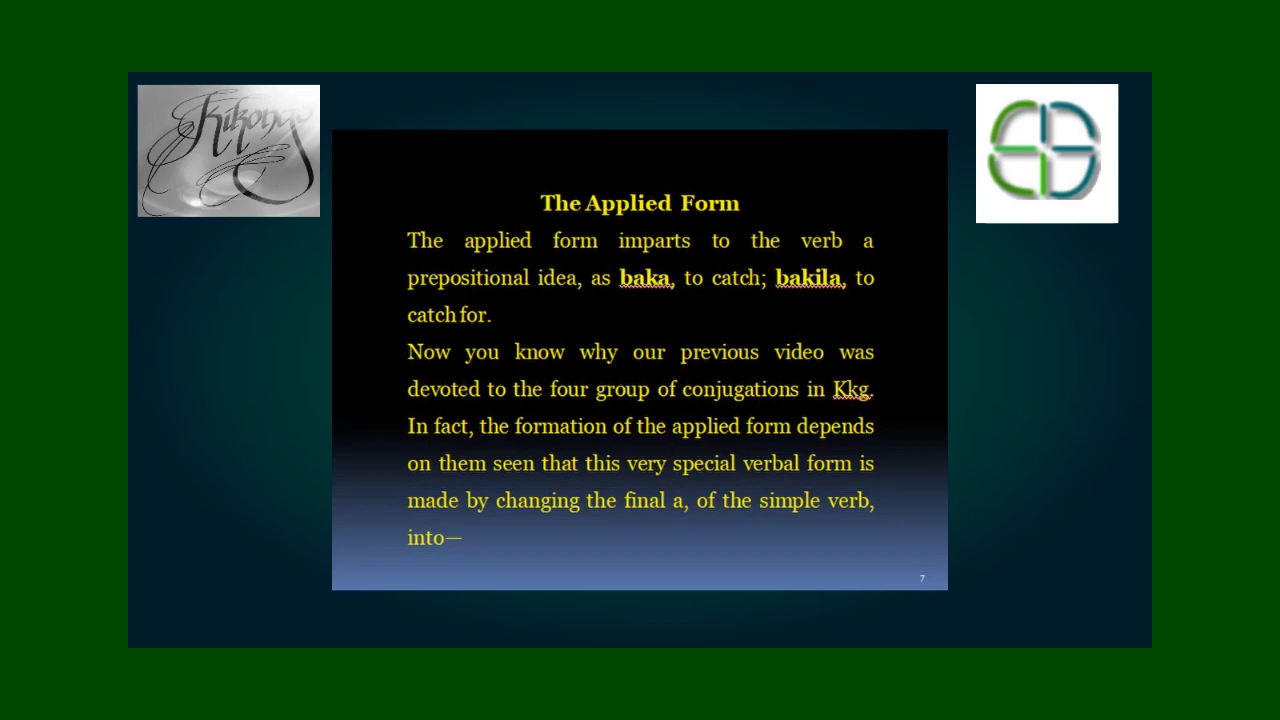 Kikongo
The Applied Form
The applied form imparts to the verb a
prepositional idea, as baka, to catch; bakila, to
catch for.
Now you know why our previous video was
devoted to the four group of conjugations in Kkg.
In fact, the formation of the applied form depends
on them seen that this very special verbal form is
made by changing the final a, of the simple verb,
into—
7